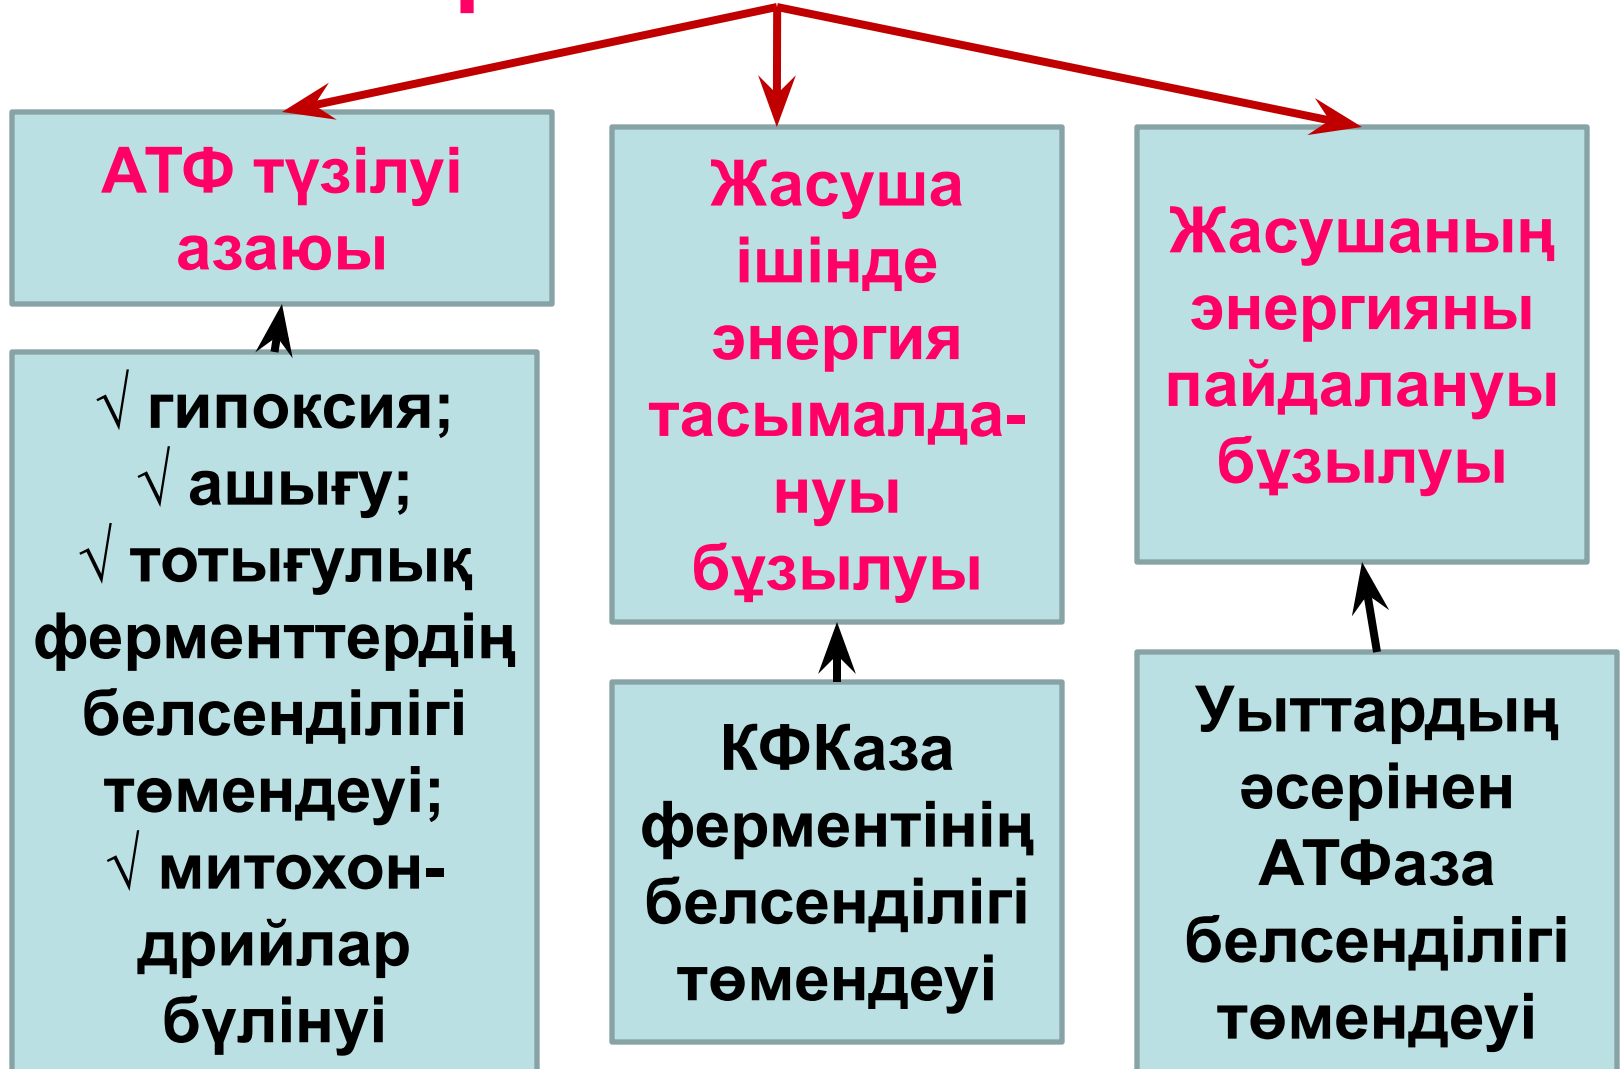 АТФ түзілуі
азаюы
√ гипоксия;
√ ашығу;
√ тотығулық
ферменттердің
белсенділігі
төмендеуі;
√ митохон-
дрийлар
бүлінуі
Жасуша
ішінде
энергия
тасымалда-
нуы
бұзылуы
КФКаза
ферментінің
белсенділігі
төмендеуі
Жасушаның
энергияны
пайдалануы
бұзылуы
Уыттардың
әсерінен
АТФаза
белсенділігі
төмендеуі